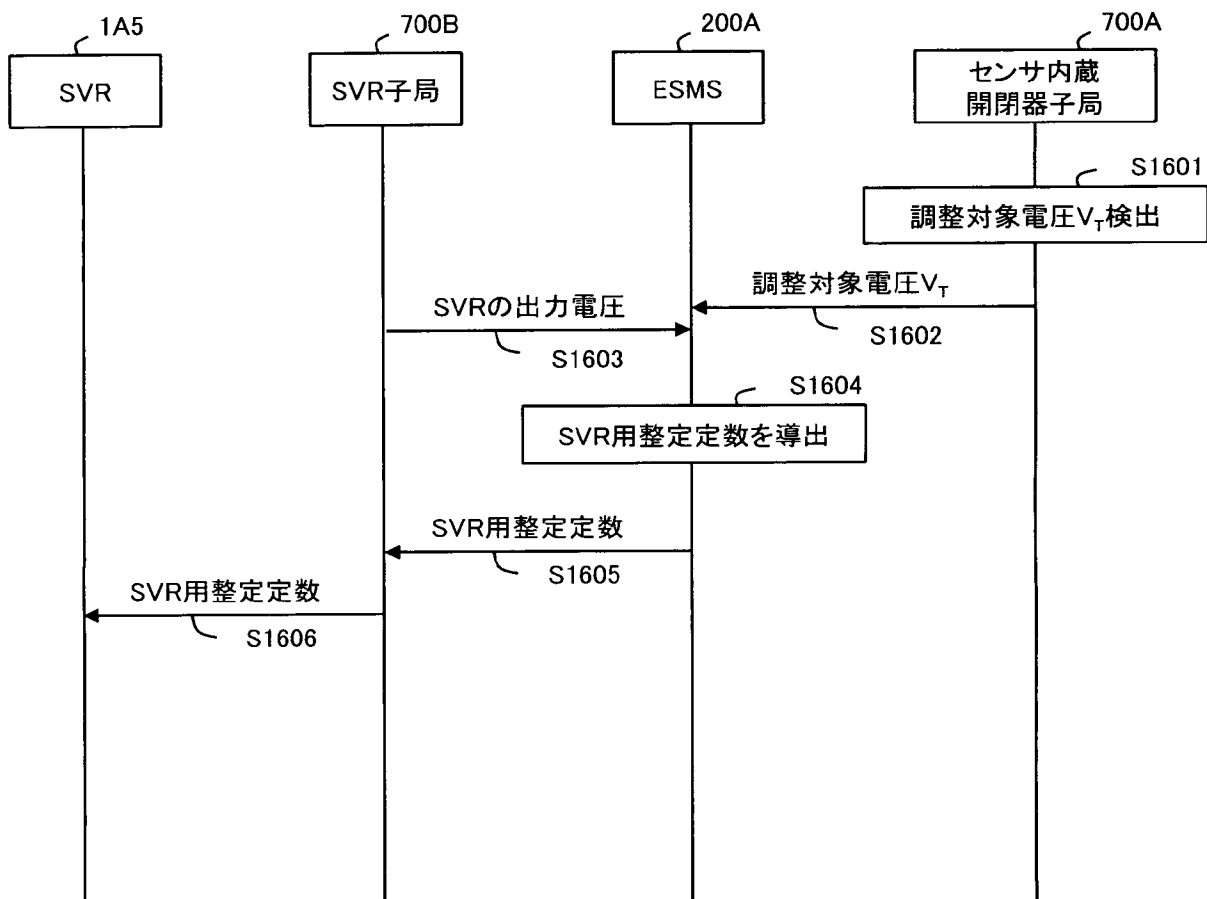 1A5
700B
200A
700A
SVR
SVR子局
ESMS
センサ内蔵
開閉器子局
S1601
調整対象電圧VT検出
調整対象電圧VT
S1602
SVRの出力電圧
S1603
S1604
SVR用整定定数を導出
SVR用整定定数
S1605
SVR用整定定数
S1606